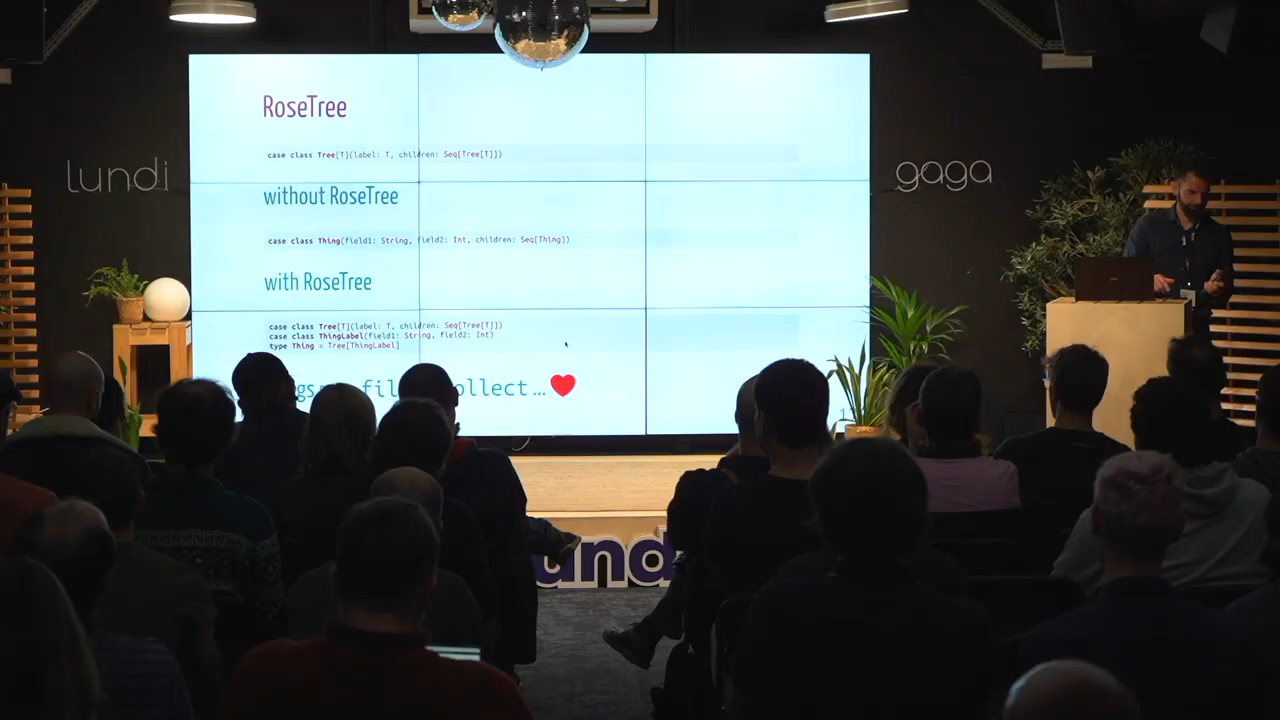 RoseTree
case class Tree[T](label: T, children: Seq[Tree[T]])
lundi
gaga
without RoseTree
case class Thing(field1: String, field2: Int, children: Seq[Thing])
with RoseTree
case class Tree[T](label: T, children: Seq[Tree[T]])
case class ThingLabel(field1: String, field2: Int)
type Thing = Tree[ThingLabel]